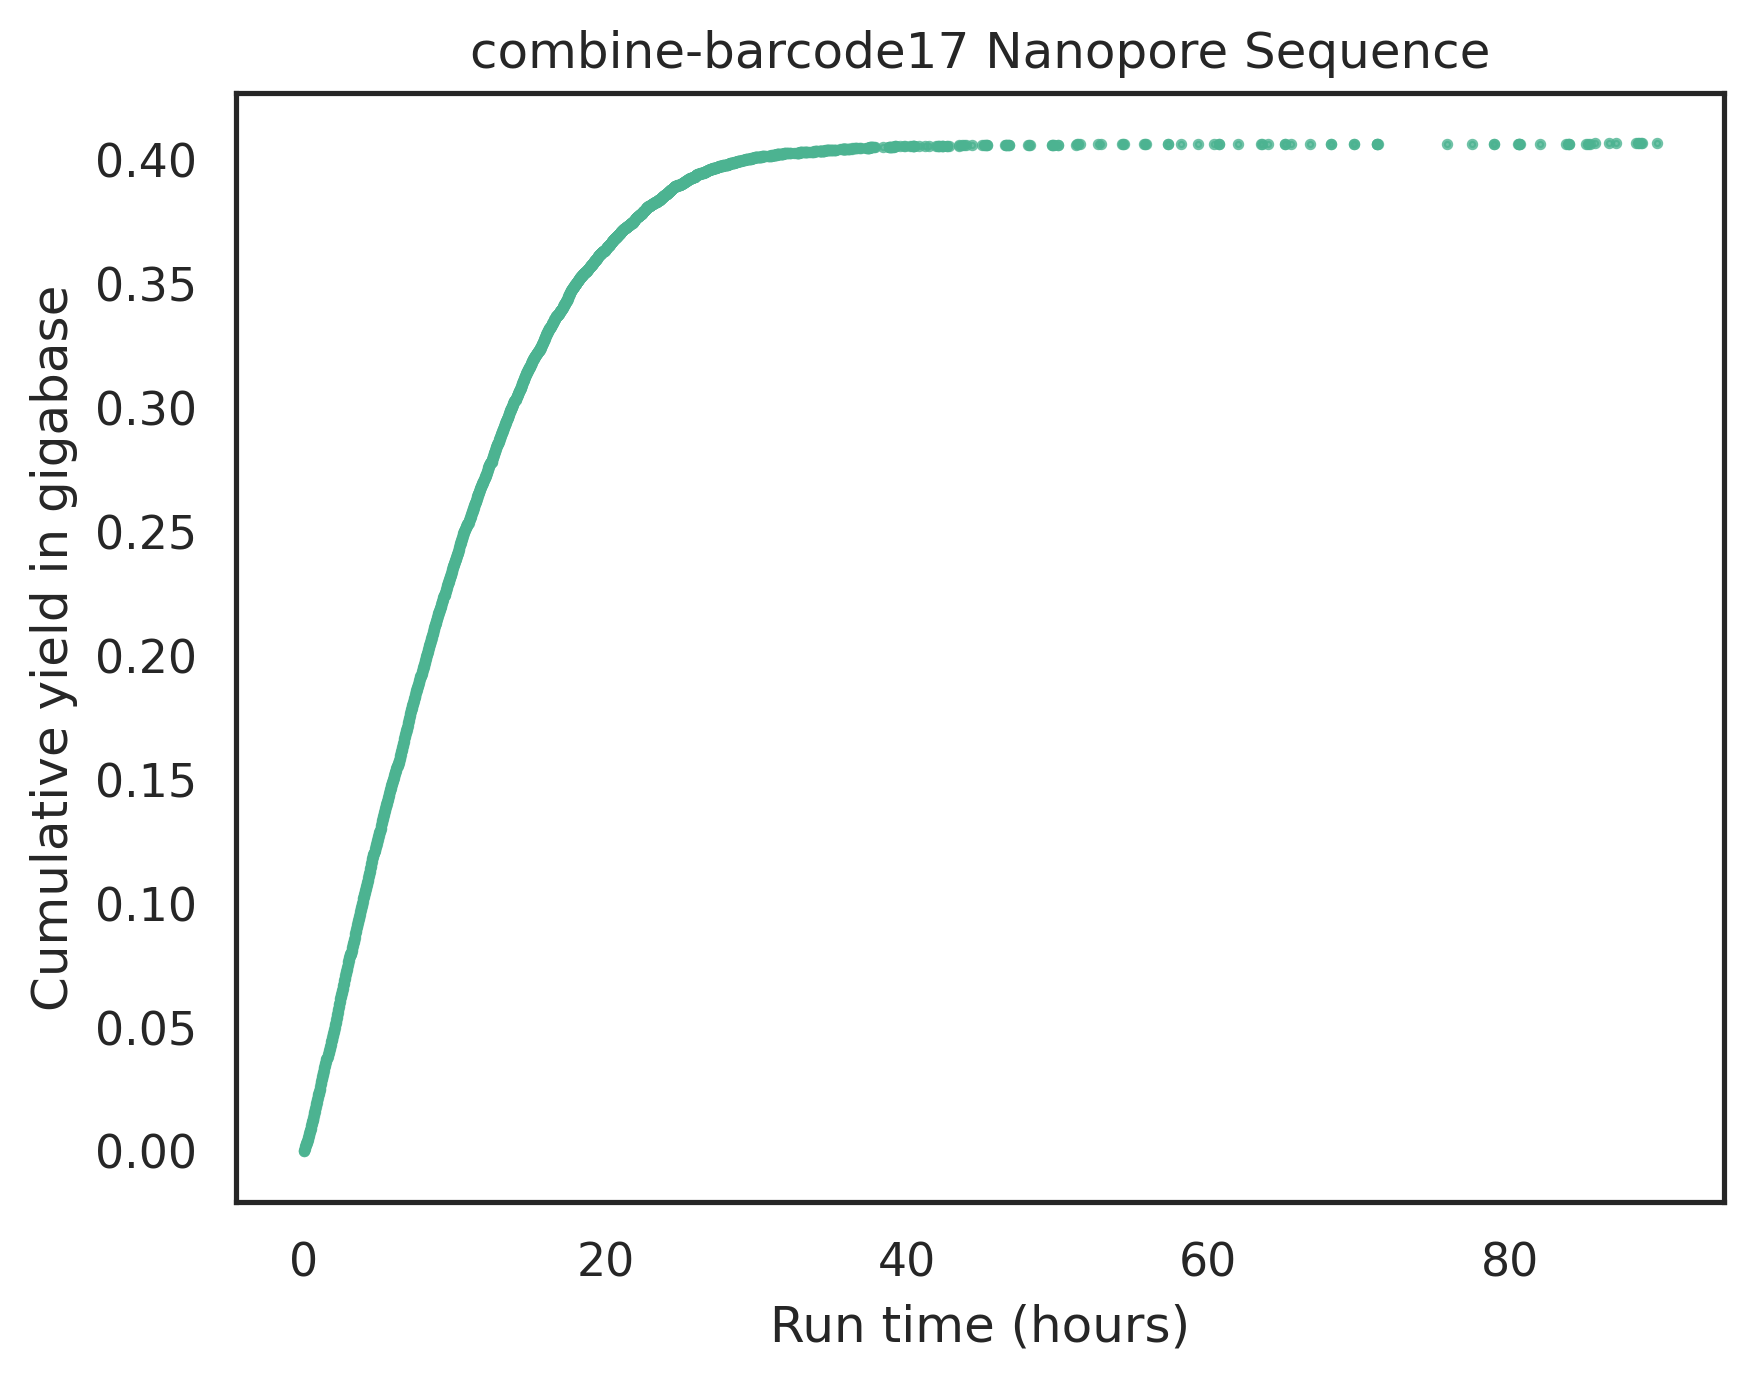 combine-barcode17 Nanopore Sequence
Cumulative yield in gigabase
0.40
0.35
0.30
0.25
0.20
0.15
0.10
0.05
0.00
0 20 40 60 80
Run time (hours)